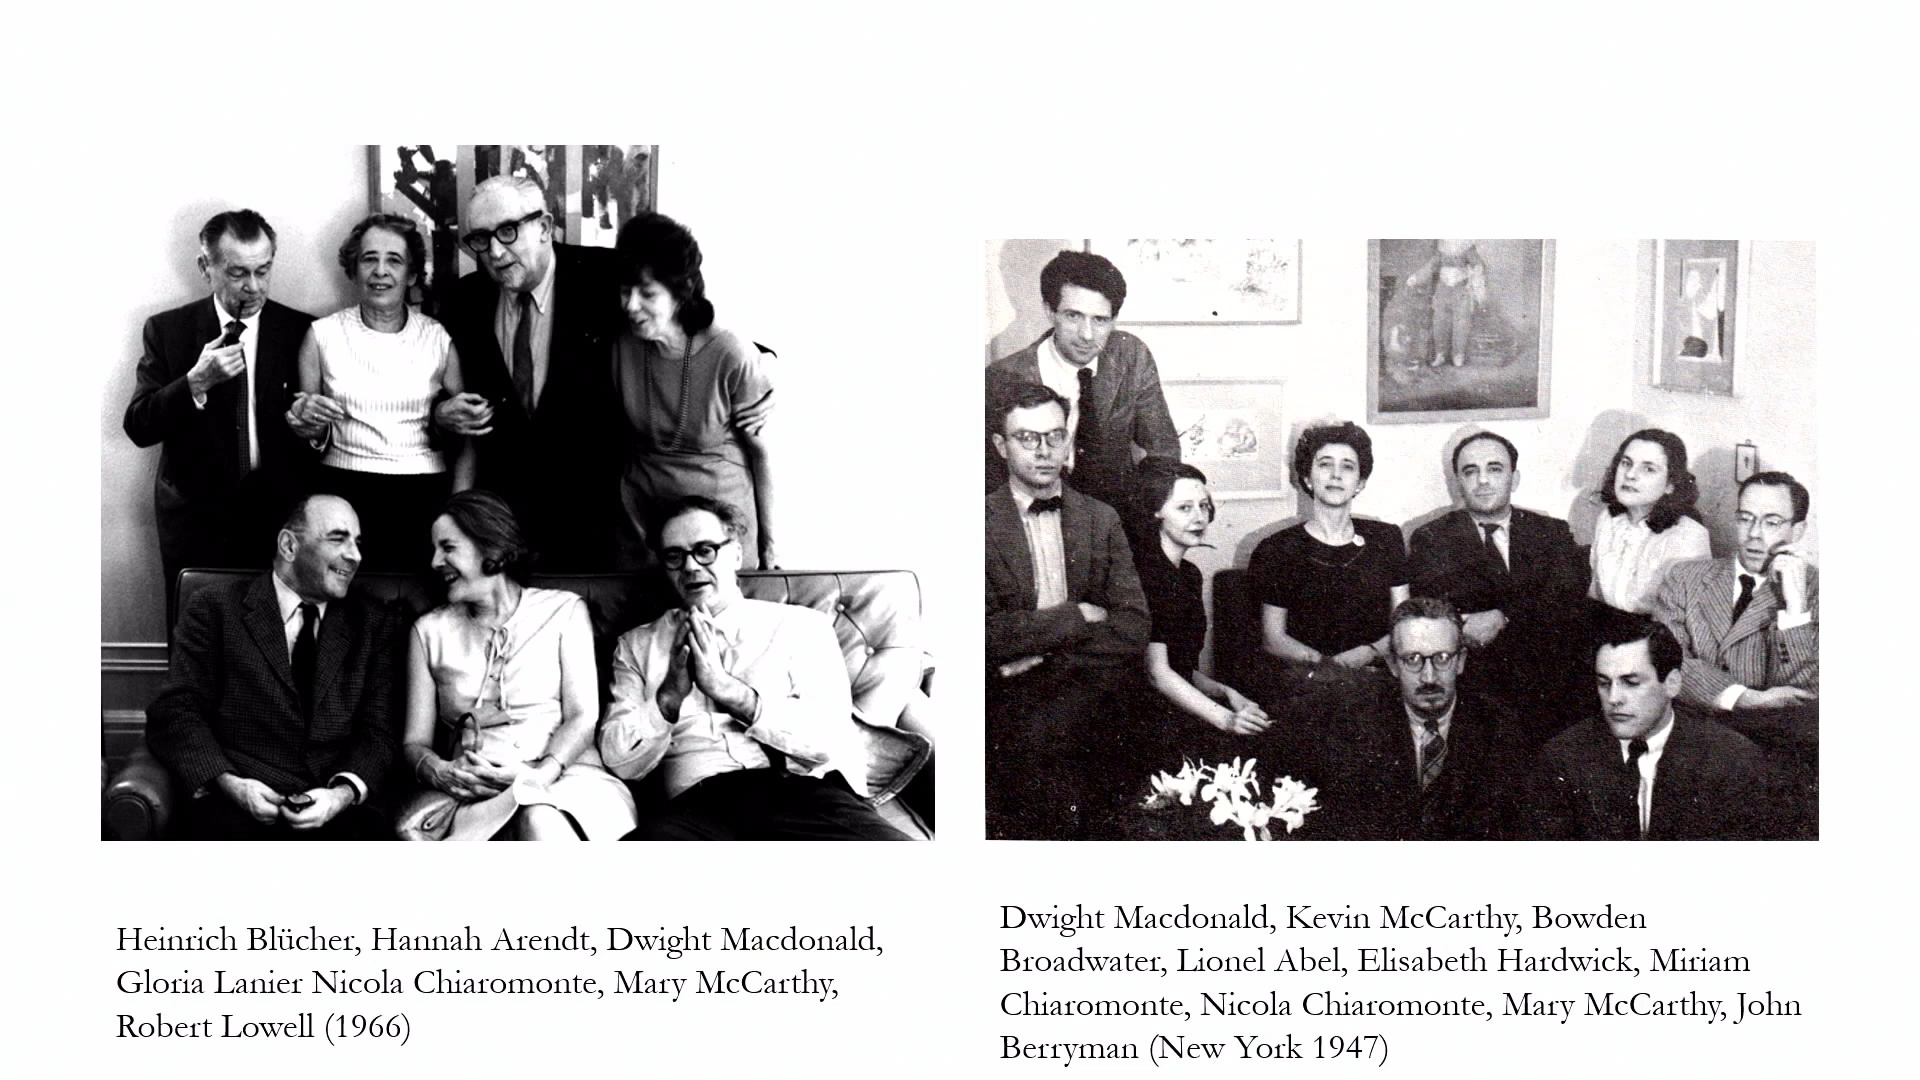 Heinrich Blücher, Hannah Arendt, Dwight Macdonald,
Gloria Lanier Nicola Chiaromonte, Mary McCarthy,
Robert Lowell (1966)
Dwight Macdonald, Kevin McCarthy, Bowden
Broadwater, Lionel Abel, Elisabeth Hardwick, Miriam
Chiaromonte, Nicola Chiaromonte, Mary McCarthy, John
Berryman (New York 1947)